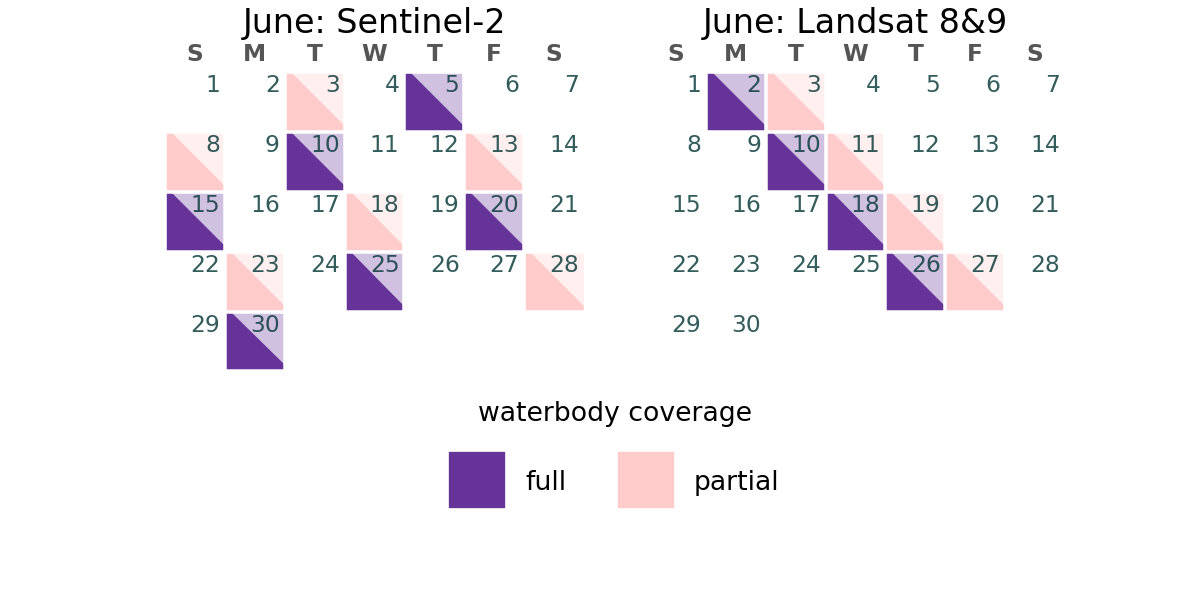 June: Sentinel-2
S M T W T F S
1 2 3 4 5 6 7
8 9 10 11 12 13 14
15 16 17 18 19 20 21
22 23 24 25 26 27 28
29 30
June: Landsat 8&9
S M T W T F S
1 2 3 4 5 6 7
8 9 10 11 12 13 14
15 16 17 18 19 20 21
22 23 24 25 26 27 28
29 30
waterbody coverage
full
partial